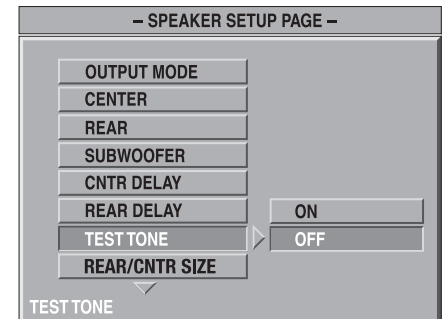 – SPEAKER SETUP PAGE –
OUTPUT MODE
CENTER
REAR
SUBWOOFER
CNTR DELAY
REAR DELAY
ON
TEST TONE
OFF
REAR/CNTR SIZE
TEST TONE